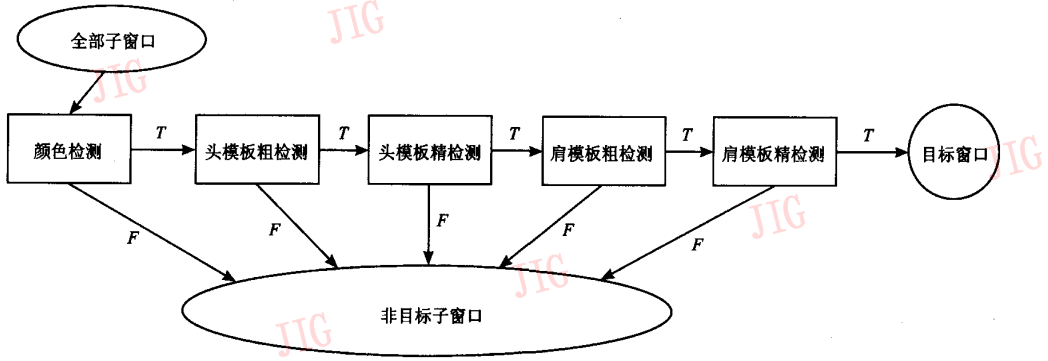 JIG
全部子窗口
JIG
颜色检测
T
头模板粗检测
T
头模板精检测
T
肩模板粗检测
T
肩模板精检测
T
目标窗口
JIG
JIG
F
F
F
F
F
JIG
非目标子窗口
JIG